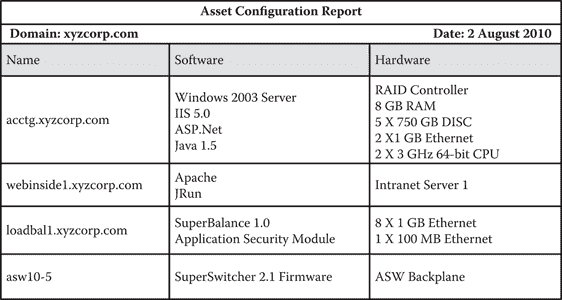 Asset Configuration Report
Domain: xyzcorp.com Date: 2 August 2010
Name Software Hardware
acctg.xyzcorp.com
Windows 2003 Server
IIS 5.0
ASP.Net
Java 1.5
RAID Controller
8 GB RAM
5 X 750 GB DISC
2 X1 GB Ethernet
2 X 3 GHz 64-bit CPU
webinside1.xyzcorp.com
Apache
JRun
Intranet Server 1
loadbal1.xyzcorp.com
SuperBalance 1.0
Application Security Module
8 X 1 GB Ethernet
1 X 100 MB Ethernet
asw10-5
SuperSwitcher 2.1 Firmware
ASW Backplane